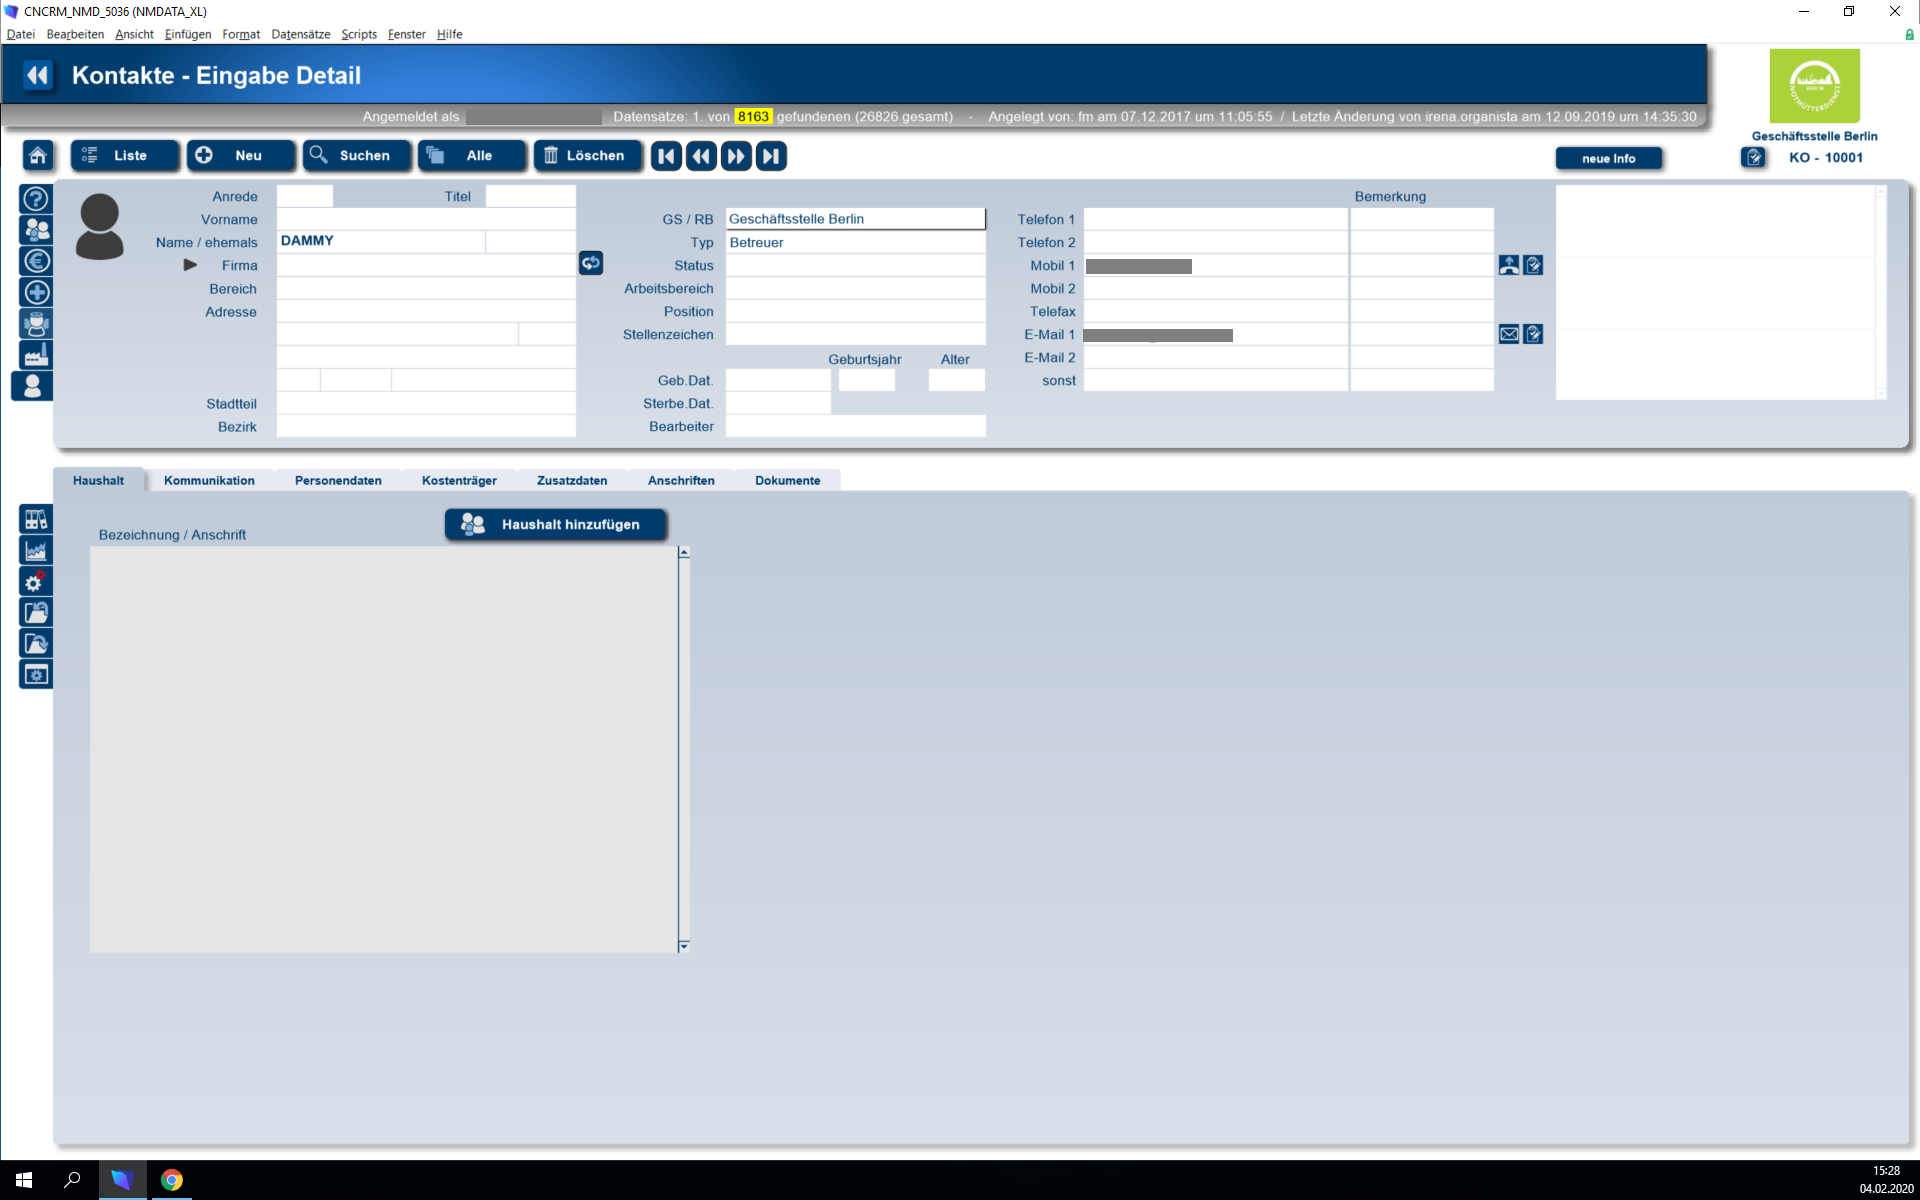 CNCRM_NMD_5036 (NMDATA_XL)
Datei Bearbeiten Ansicht Einfügen Format Datensätze Scripts Fenster Hilfe
Kontakte - Eingabe Detail
Angemeldet als Datensätze: 1. von 8163 gefundenen (26826 gesamt) - Angelegt von: fm am 07.12.2017 um 11:05:55 / Letzte Änderung von irena.organista am 12.09.2019 um 14:35:30
NOTMÜTTERDIENST
BERLIN
Geschäftsstelle Berlin
Liste Neu Suchen Alle Löschen neue Info KO - 10001
Anrede Titel Bemerkung
Vorname GS / RB Geschäftsstelle Berlin Telefon 1
Name / ehemals DAMMY Typ Betreuer Telefon 2
Firma Status Mobil 1
Bereich Arbeitsbereich Mobil 2
Adresse Position Telefax
Stellenzeichen E-Mail 1
Geburtsjahr Alter E-Mail 2
Geb.Dat. sonst
Stadtteil Sterbe.Dat.
Bezirk Bearbeiter
Haushalt Kommunikation Personendaten Kostenträger Zusatzdaten Anschriften Dokumente
Haushalt hinzufügen
Bezeichnung / Anschrift
15:28
04.02.2020